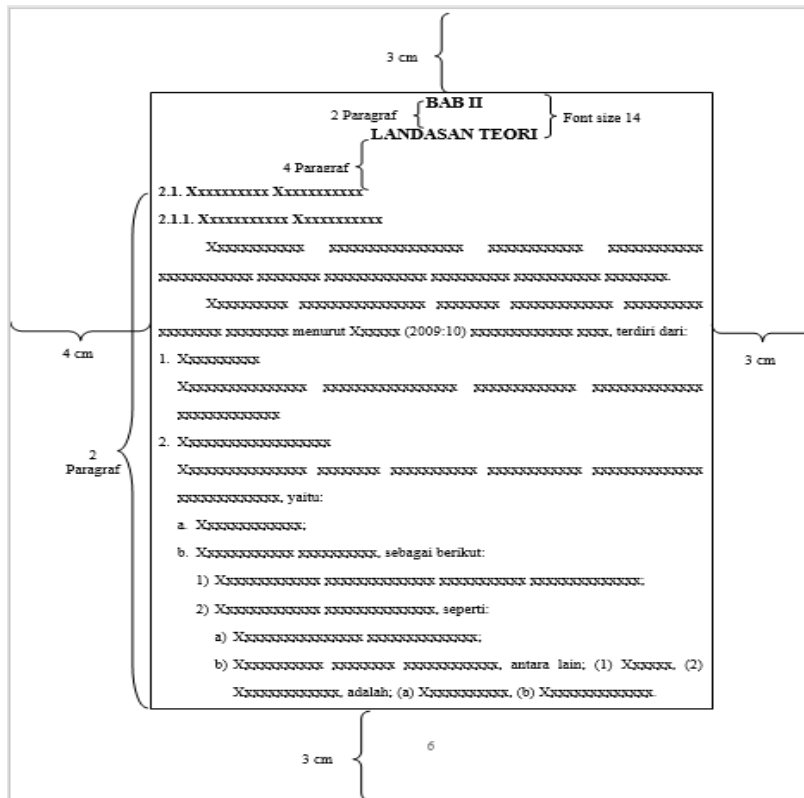 3 cm
BAB II
2 Paragraf
Font size 14
LANDASAN TEORI
4 Paragraf
2.1. Xxxxxxxxxx Xxxxxxxxxxx
2.1.1. Xxxxxxxxxxx Xxxxxxxxxxx
Xxxxxxxxxxxx xxxxxxxxxxxxxxxxx xxxxxxxxxxxx xxxxxxxxxxxx
xxxxxxxxxxxx xxxxxxxx xxxxxxxxxxxxx xxxxxxxxxx xxxxxxxxxxx xxxxxxxx.
Xxxxxxxxxx xxxxxxxxxxxxxxxx xxxxxxxx xxxxxxxxxxxxx xxxxxxxxxx
xxxxxxxx xxxxxxxx menurut Xxxxxx (2009:10) xxxxxxxxxxxxx xxxx, terdiri dari:
4 cm
3 cm
1. Xxxxxxxxxx
Xxxxxxxxxxxxxxx xxxxxxxxxxxxxxxxx xxxxxxxxxxxxx xxxxxxxxxxxxxx
xxxxxxxxxxxxx
2. Xxxxxxxxxxxxxxxxxxx
2
Paragraf
Xxxxxxxxxxxxxxx xxxxxxxx xxxxxxxxxxx xxxxxxxxxxxx xxxxxxxxxxxxxx
xxxxxxxxxxxxx, yaitu:
a. Xxxxxxxxxxxxx;
b. Xxxxxxxxxxxx xxxxxxxxxx, sebagai berikut:
1) Xxxxxxxxxxxxx xxxxxxxxxxxxxx xxxxxxxxxxx xxxxxxxxxxxxxx;
2) Xxxxxxxxxxxxx xxxxxxxxxxxxxx, seperti:
a) Xxxxxxxxxxxxxxxx xxxxxxxxxxxxxx;
b) Xxxxxxxxxxx xxxxxxxx xxxxxxxxxxxx, antara lain; (1) Xxxxxx, (2)
Xxxxxxxxxxxxx, adalah; (a) Xxxxxxxxxxx, (b) Xxxxxxxxxxxxx.
6
3 cm